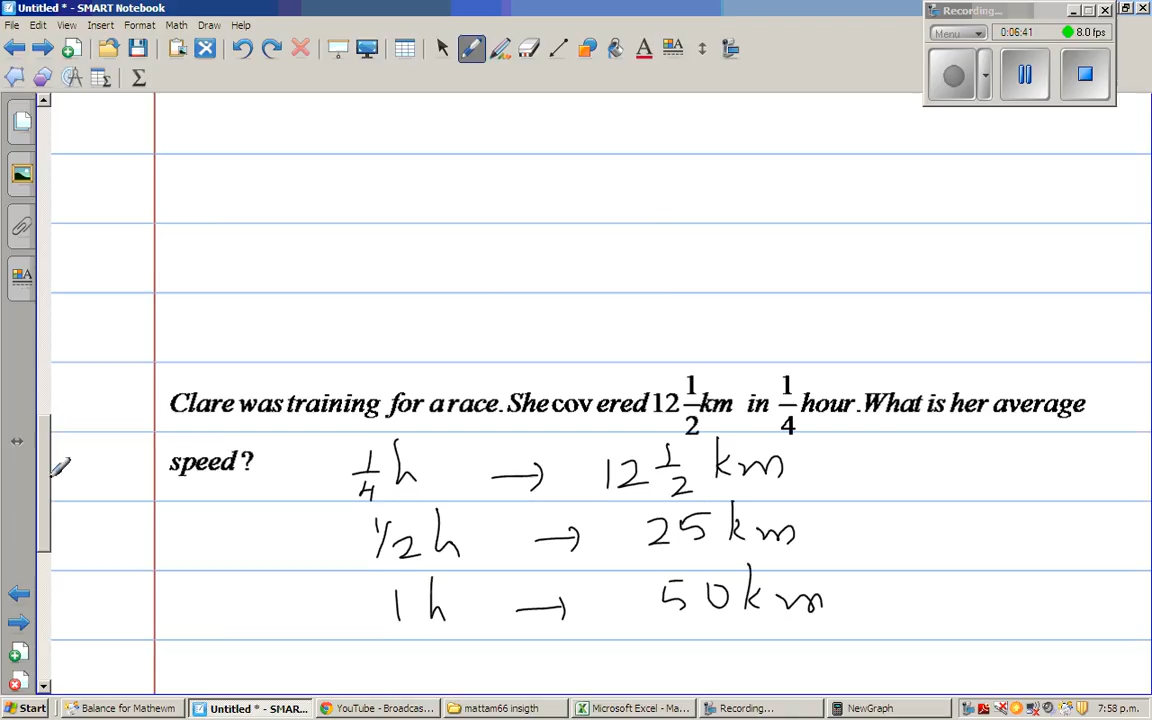 Untitled * - SMART Notebook
File Edit View Insert Format Math Draw Help
Recording...
Menu 0:06:41 8.0 fps
Clare was training for a race. She cov ered 12 1/2 km in 1/4 hour. What is her average
speed ?
1/4 h → 12 1/2 km
1/2 h → 25 km
1 h → 50 km
Start Balance for Mathewm Untitled * - SMAR... YouTube - Broadcas... mattam66 insigth Microsoft Excel - Ma... Recording... NewGraph 7:58 p.m.